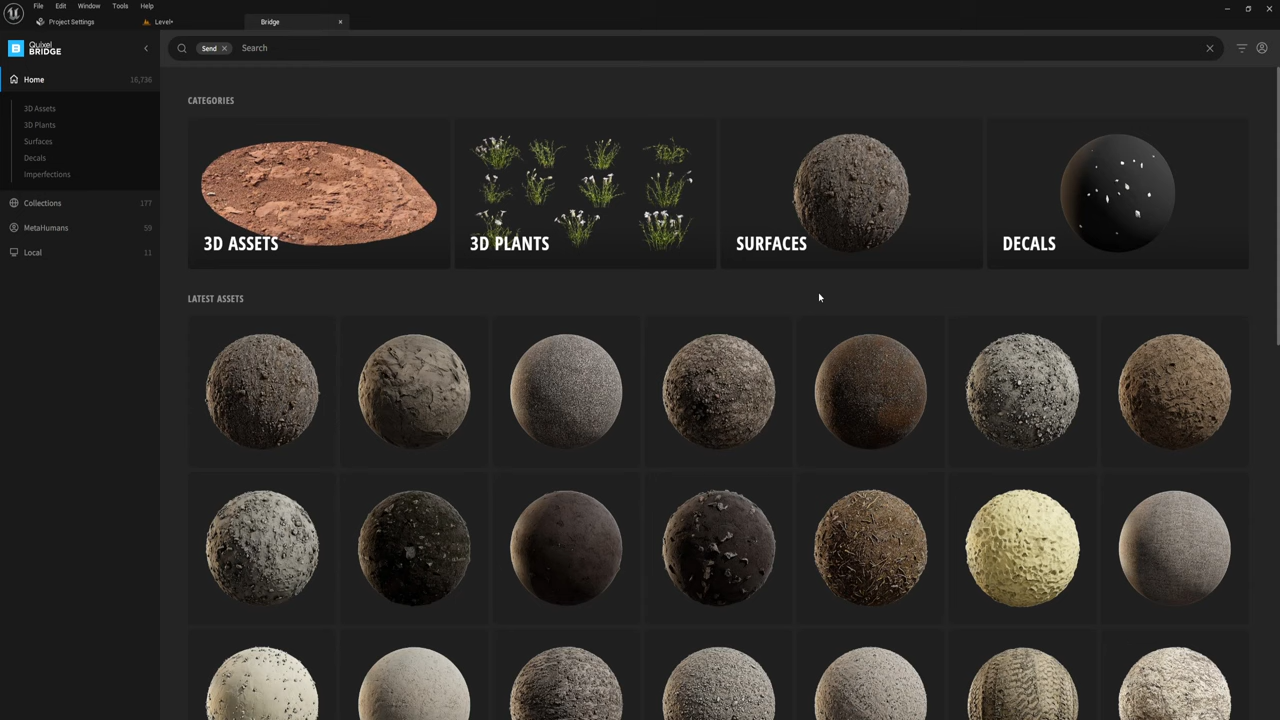 File Edit Window Tools Help
Project Settings
Level*
Bridge
Quixel
BRIDGE
Send
Search
Home 16,736
3D Assets
3D Plants
Surfaces
Decals
Imperfections
Collections 177
MetaHumans 59
Local 11
CATEGORIES
3D ASSETS
3D PLANTS
SURFACES
DECALS
LATEST ASSETS